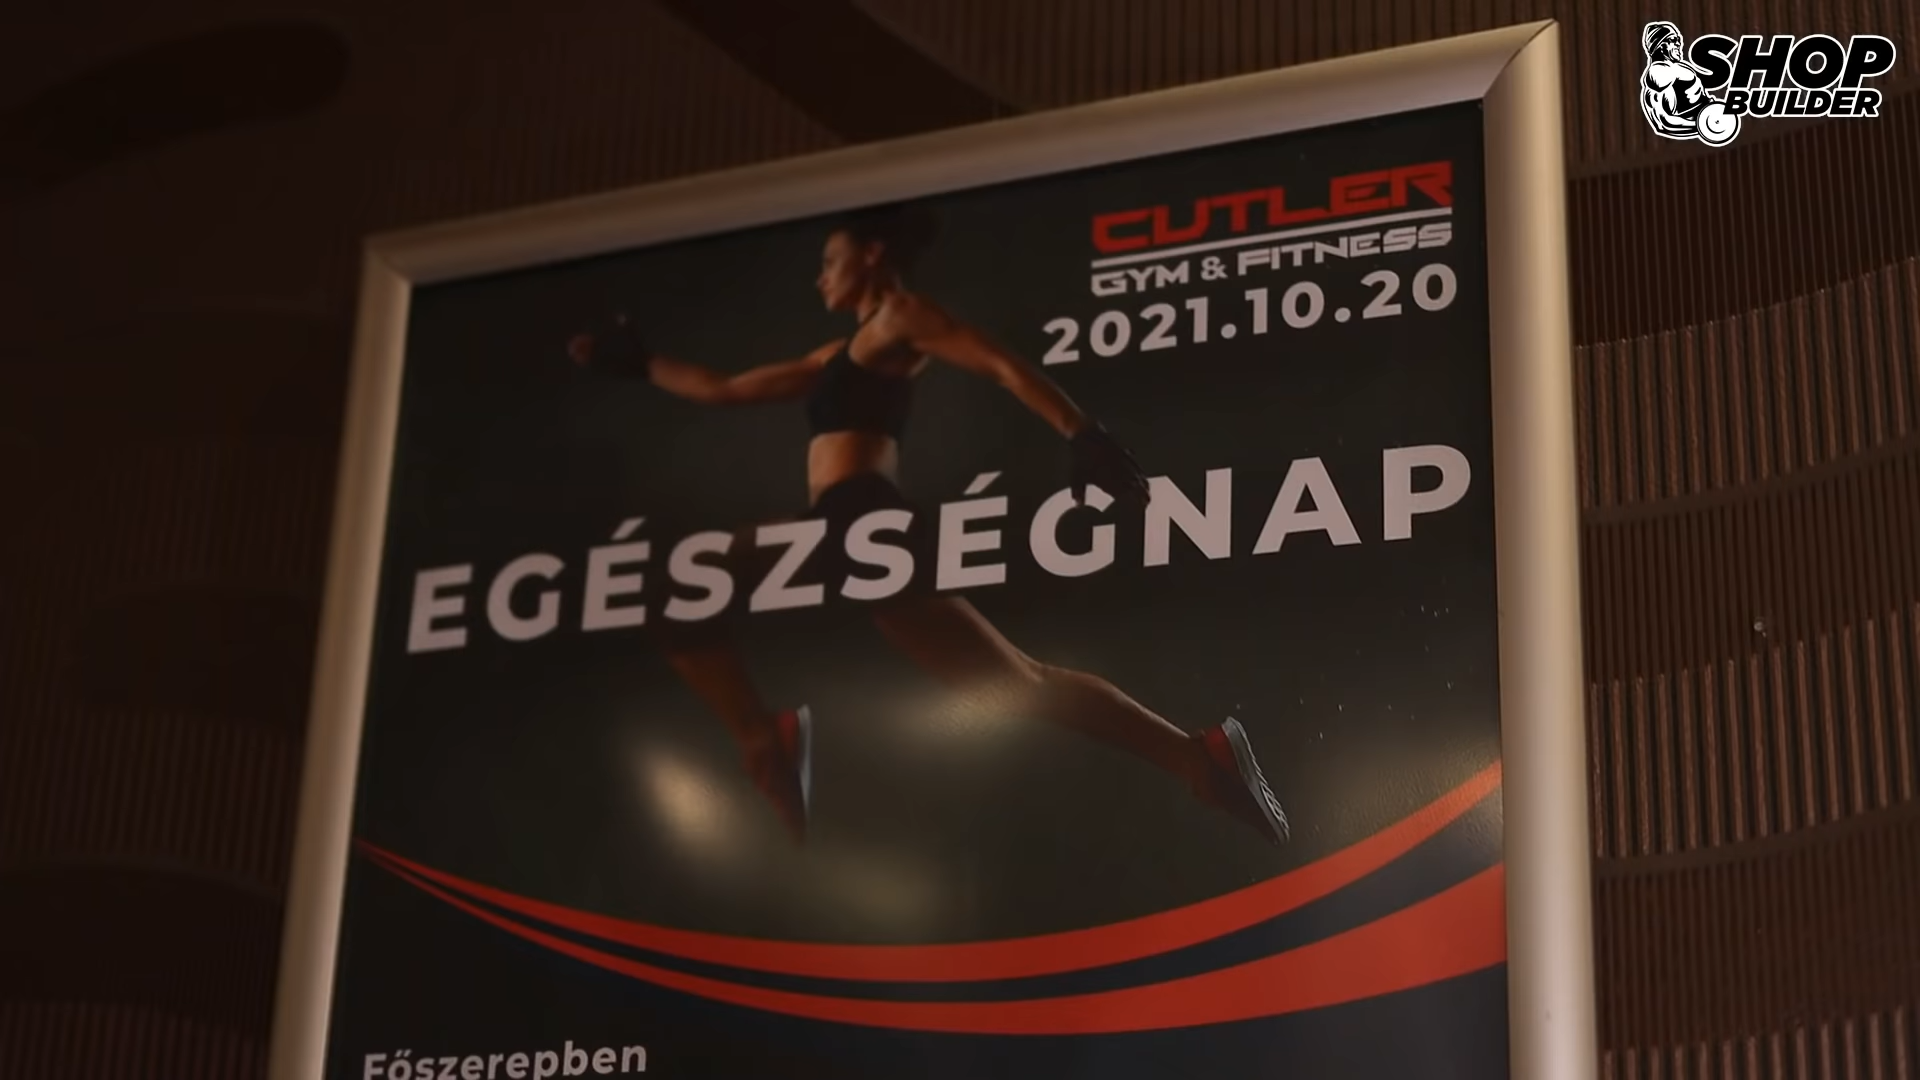 SHOP
BUILDER
CUTLER
GYM & FITNESS
2021.10.20
EGÉSZSÉGNAP
Főszerepben